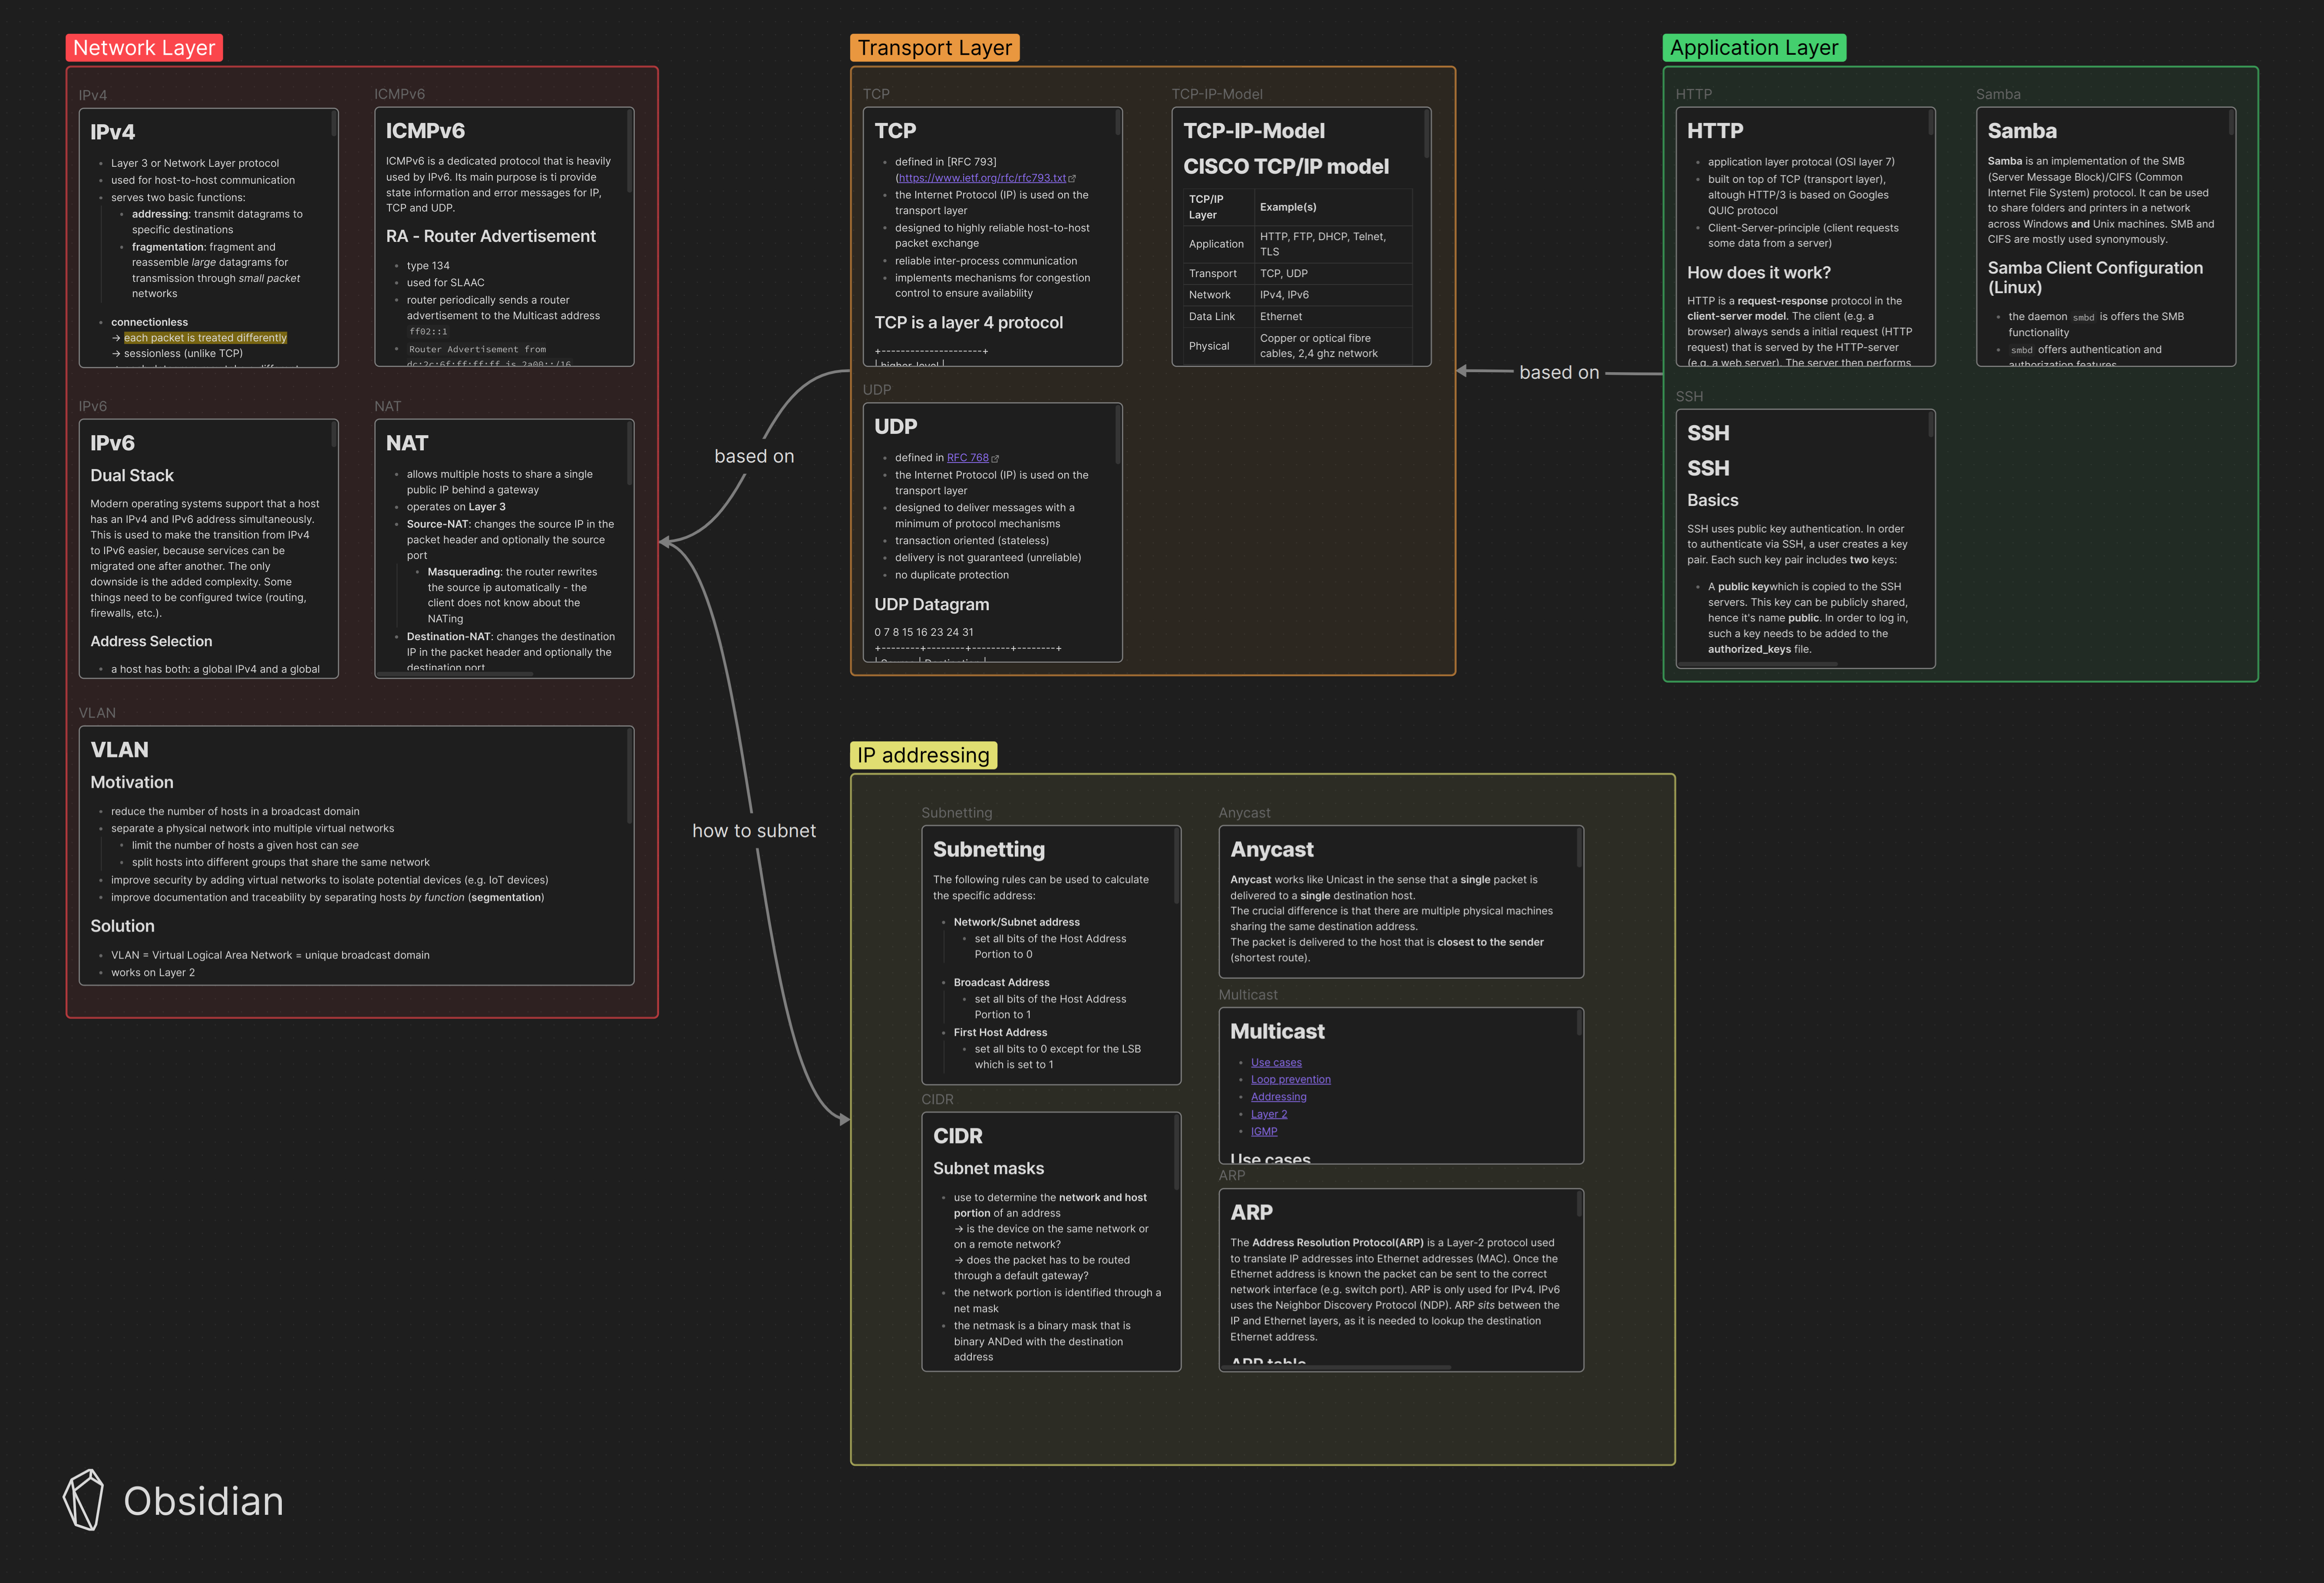 Network Layer
IPv4
IPv4
Layer 3 or Network Layer protocol
used for host-to-host communication
serves two basic functions:
addressing: transmit datagrams to
specific destinations
fragmentation: fragment and
reassemble large datagrams for
transmission through small packet
networks
connectionless
→ each packet is treated differently
→ sessionless (unlike TCP)
ICMPv6
ICMPv6
ICMPv6 is a dedicated protocol that is heavily
used by IPv6. Its main purpose is ti provide
state information and error messages for IP,
TCP and UDP.
RA - Router Advertisement
type 134
used for SLAAC
router periodically sends a router
advertisement to the Multicast address
ff02::1
Router Advertisement from
dc:2c:6f:ff:ff:ff is 2a00::/16
IPv6
IPv6
Dual Stack
Modern operating systems support that a host
has an IPv4 and IPv6 address simultaneously.
This is used to make the transition from IPv4
to IPv6 easier, because services can be
migrated one after another. The only
downside is the added complexity. Some
things need to be configured twice (routing,
firewalls, etc.).
Address Selection
a host has both: a global IPv4 and a global
NAT
NAT
allows multiple hosts to share a single
public IP behind a gateway
operates on Layer 3
Source-NAT: changes the source IP in the
packet header and optionally the source
port
Masquerading: the router rewrites
the source ip automatically - the
client does not know about the
NATing
Destination-NAT: changes the destination
IP in the packet header and optionally the
destination port
VLAN
VLAN
Motivation
reduce the number of hosts in a broadcast domain
separate a physical network into multiple virtual networks
limit the number of hosts a given host can see
split hosts into different groups that share the same network
improve security by adding virtual networks to isolate potential devices (e.g. IoT devices)
improve documentation and traceability by separating hosts by function (segmentation)
Solution
VLAN = Virtual Logical Area Network = unique broadcast domain
works on Layer 2
based on
how to subnet
Transport Layer
TCP
TCP
defined in [RFC 793]
(https://www.ietf.org/rfc/rfc793.txt
the Internet Protocol (IP) is used on the
transport layer
designed to highly reliable host-to-host
packet exchange
reliable inter-process communication
implements mechanisms for congestion
control to ensure availability
TCP is a layer 4 protocol
+---------------------+
| higher-level |
TCP-IP-Model
TCP-IP-Model
CISCO TCP/IP model
TCP/IP Layer Example(s)
Application HTTP, FTP, DHCP, Telnet, TLS
Transport TCP, UDP
Network IPv4, IPv6
Data Link Ethernet
Physical Copper or optical fibre cables, 2,4 ghz network
UDP
UDP
defined in RFC 768
the Internet Protocol (IP) is used on the
transport layer
designed to deliver messages with a
minimum of protocol mechanisms
transaction oriented (stateless)
delivery is not guaranteed (unreliable)
no duplicate protection
UDP Datagram
0 7 8 15 16 23 24 31
+--------+--------+--------+--------+
| Source | Destination |
based on
Application Layer
HTTP
HTTP
application layer protocal (OSI layer 7)
built on top of TCP (transport layer),
altough HTTP/3 is based on Googles
QUIC protocol
Client-Server-principle (client requests
some data from a server)
How does it work?
HTTP is a request-response protocol in the
client-server model. The client (e.g. a
browser) always sends a initial request (HTTP
request) that is served by the HTTP-server
(e.g. a web server). The server then performs
Samba
Samba
Samba is an implementation of the SMB
(Server Message Block)/CIFS (Common
Internet File System) protocol. It can be used
to share folders and printers in a network
across Windows and Unix machines. SMB and
CIFS are mostly used synonymously.
Samba Client Configuration
(Linux)
the daemon smbd is offers the SMB
functionality
smbd offers authentication and
authorization features
SSH
SSH
SSH
Basics
SSH uses public key authentication. In order
to authenticate via SSH, a user creates a key
pair. Each such key pair includes two keys:
A public keywhich is copied to the SSH
servers. This key can be publicly shared,
hence it's name public. In order to log in,
such a key needs to be added to the
authorized_keys file.
IP addressing
Subnetting
Subnetting
The following rules can be used to calculate
the specific address:
Network/Subnet address
set all bits of the Host Address
Portion to 0
Broadcast Address
set all bits of the Host Address
Portion to 1
First Host Address
set all bits to 0 except for the LSB
which is set to 1
CIDR
CIDR
Subnet masks
use to determine the network and host
portion of an address
→ is the device on the same network or
on a remote network?
→ does the packet has to be routed
through a default gateway?
the network portion is identified through a
net mask
the netmask is a binary mask that is
binary ANDed with the destination
address
Anycast
Anycast
Anycast works like Unicast in the sense that a single packet is
delivered to a single destination host.
The crucial difference is that there are multiple physical machines
sharing the same destination address.
The packet is delivered to the host that is closest to the sender
(shortest route).
Multicast
Multicast
Use cases
Loop prevention
Addressing
Layer 2
IGMP
Use cases
ARP
ARP
The Address Resolution Protocol(ARP) is a Layer-2 protocol used
to translate IP addresses into Ethernet addresses (MAC). Once the
Ethernet address is known the packet can be sent to the correct
network interface (e.g. switch port). ARP is only used for IPv4. IPv6
uses the Neighbor Discovery Protocol (NDP). ARP sits between the
IP and Ethernet layers, as it is needed to lookup the destination
Ethernet address.
ARP table
Obsidian